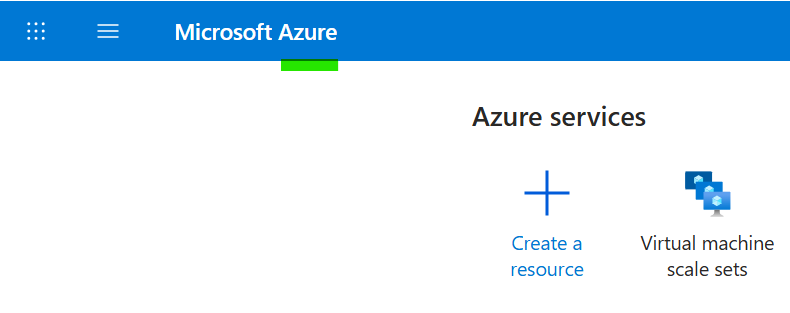 Microsoft Azure
Azure services
Create a
resource
Virtual machine
scale sets